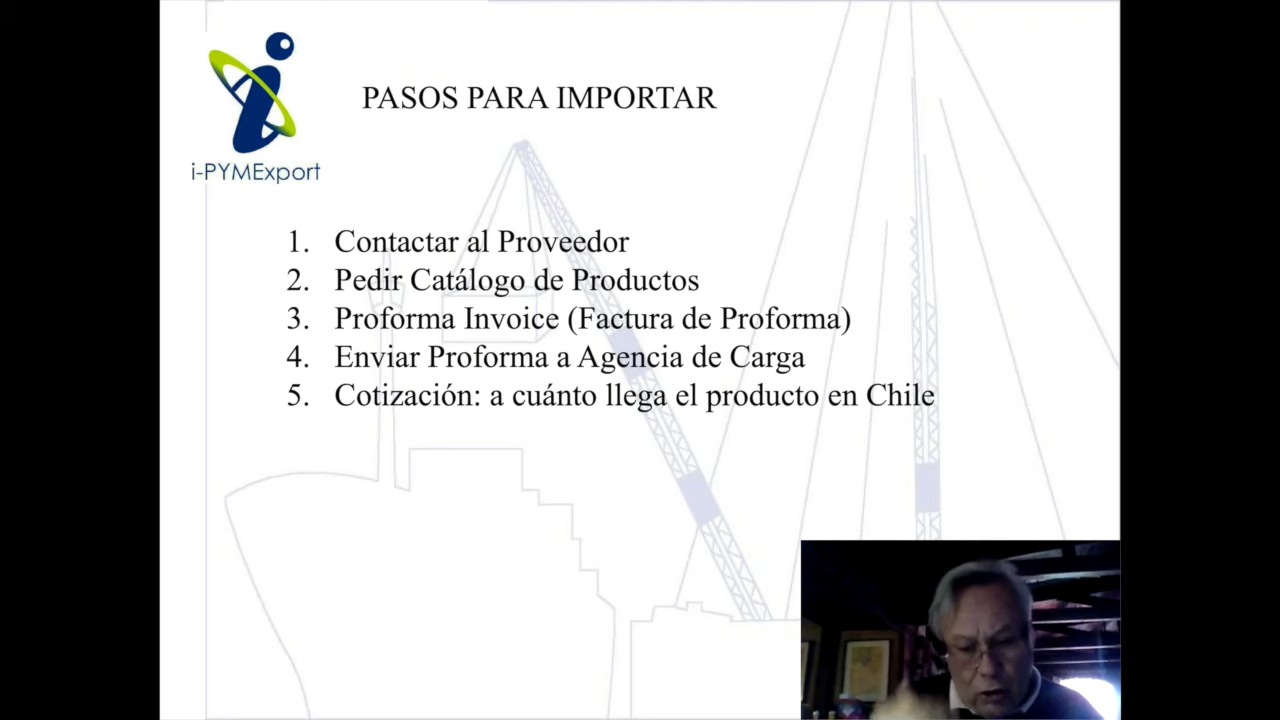 i-PYMExport
PASOS PARA IMPORTAR
1. Contactar al Proveedor
2. Pedir Catálogo de Productos
3. Proforma Invoice (Factura de Proforma)
4. Enviar Proforma a Agencia de Carga
5. Cotización: a cuánto llega el producto en Chile